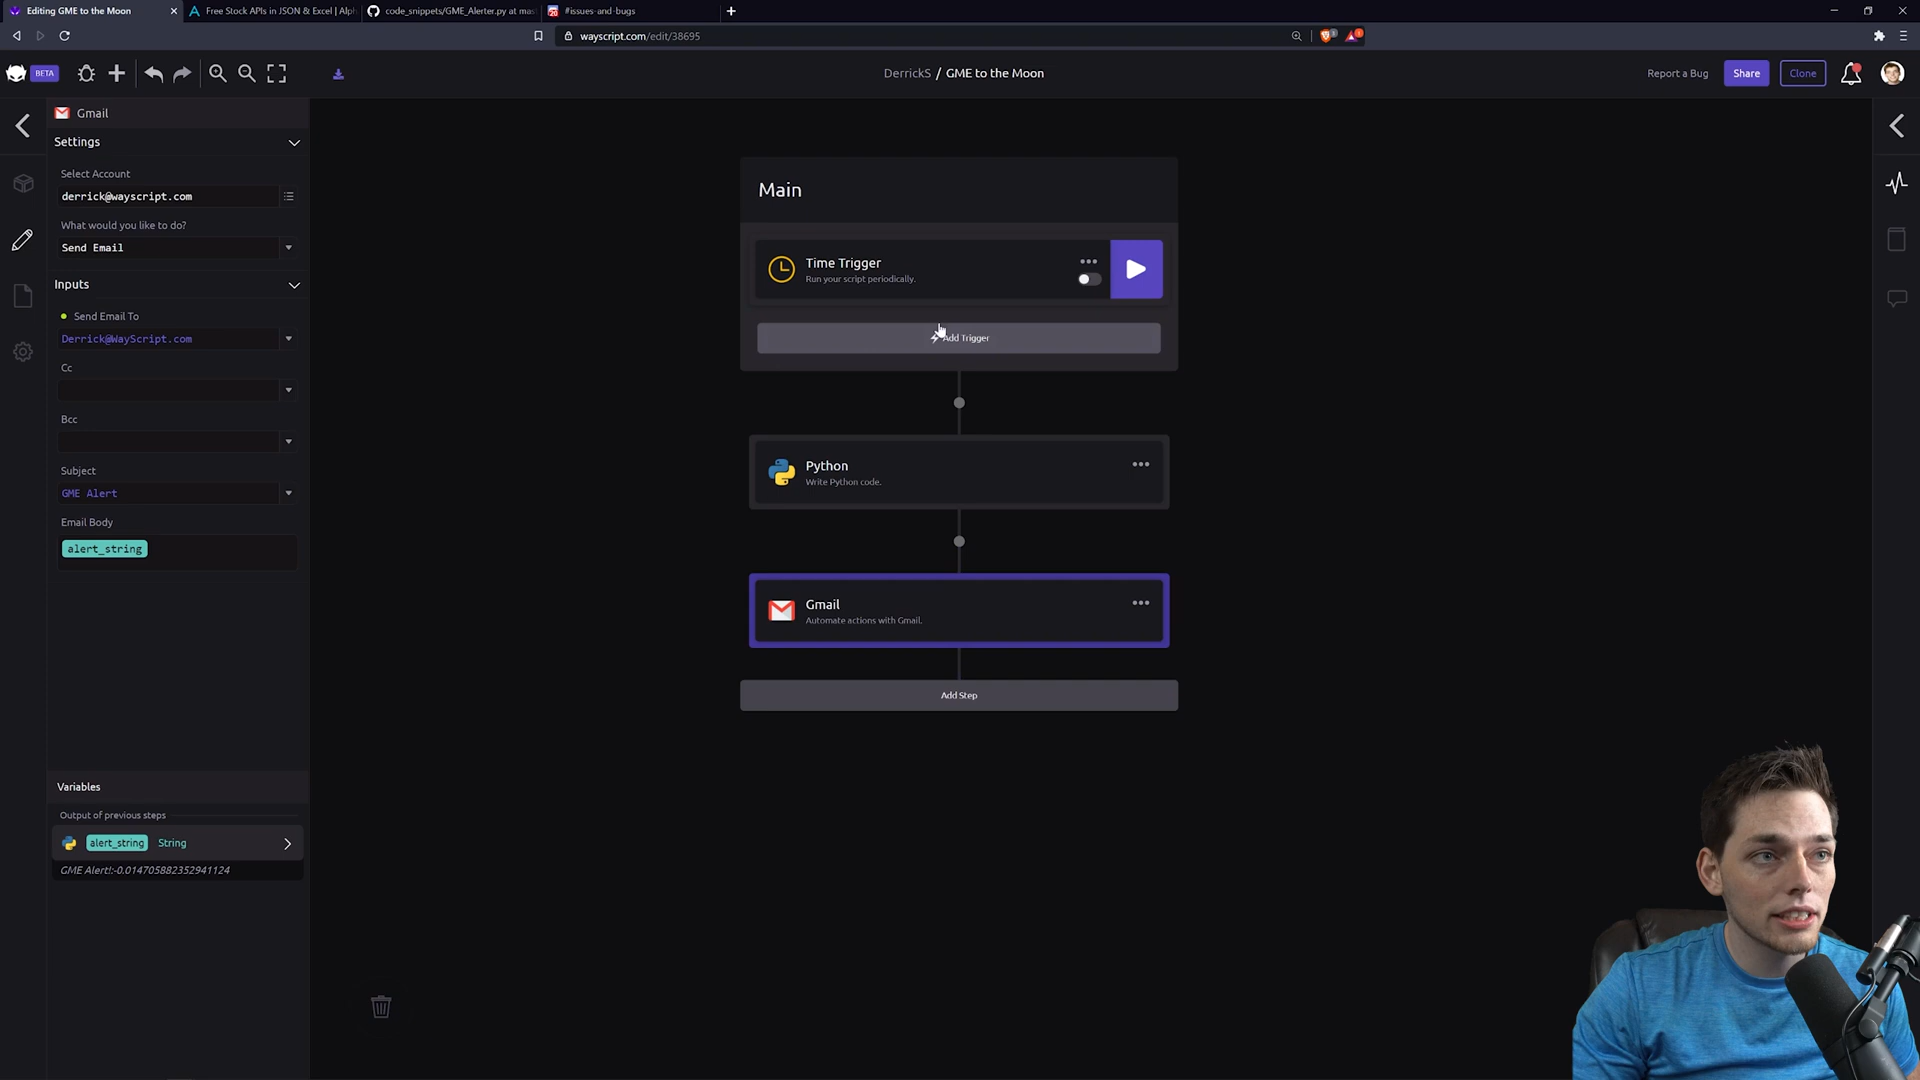 Editing GME to the Moon
Free Stock APIs in JSON & Excel | Alph
code_snippets/GME_Alerter.py at mast
#issues-and-bugs
wayscript.com/edit/38695
BETA
DerrickS / GME to the Moon
Report a Bug
Share
Clone
Gmail
Settings
Select Account
derrick@wayscript.com
What would you like to do?
Send Email
Inputs
Send Email To
Derrick@WayScript.com
Cc
Bcc
Subject
GME Alert
Email Body
alert_string
Variables
Output of previous steps
alert_string String
GME Alert!:-0.014705882352941124
Main
Time Trigger
Run your script periodically.
Add Trigger
Python
Write Python code.
Gmail
Automate actions with Gmail.
Add Step